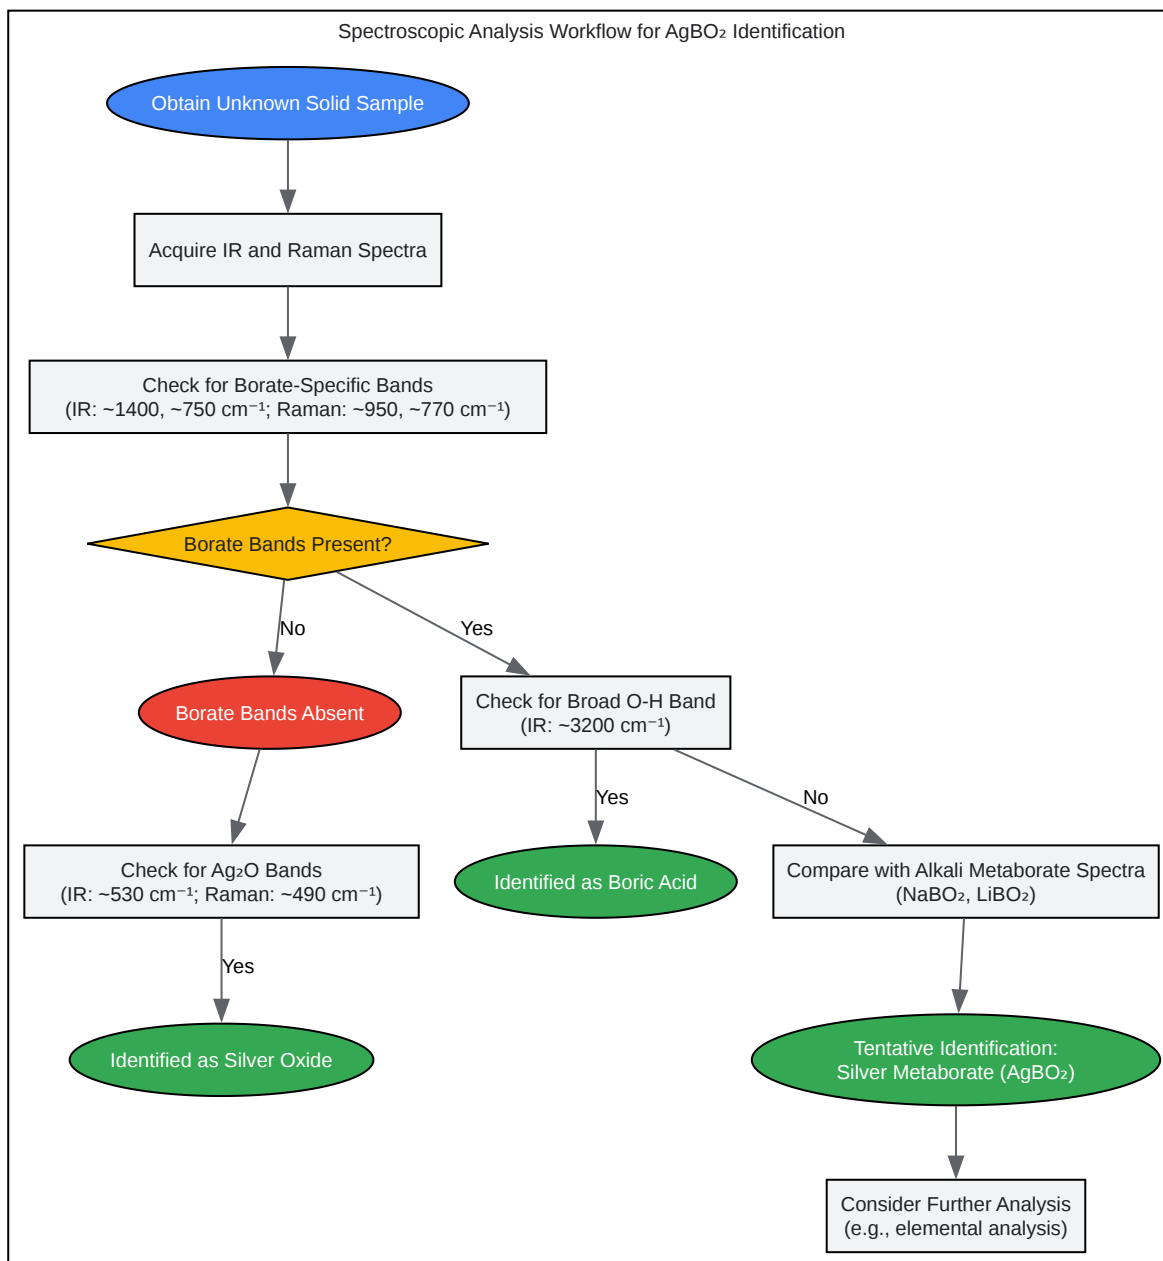 Spectroscopic Analysis Workflow for AgBO₂ Identification
Obtain Unknown Solid Sample
Acquire IR and Raman Spectra
Check for Borate-Specific Bands
(IR: ~1400, ~750 cm⁻¹; Raman: ~950, ~770 cm⁻¹)
Borate Bands Present?
No
Yes
Borate Bands Absent
Check for Broad O-H Band
(IR: ~3200 cm⁻¹)
Yes
No
Check for Ag₂O Bands
(IR: ~530 cm⁻¹; Raman: ~490 cm⁻¹)
Identified as Boric Acid
Compare with Alkali Metaborate Spectra
(NaBO₂, LiBO₂)
Yes
Identified as Silver Oxide
Tentative Identification:
Silver Metaborate (AgBO₂)
Consider Further Analysis
(e.g., elemental analysis)